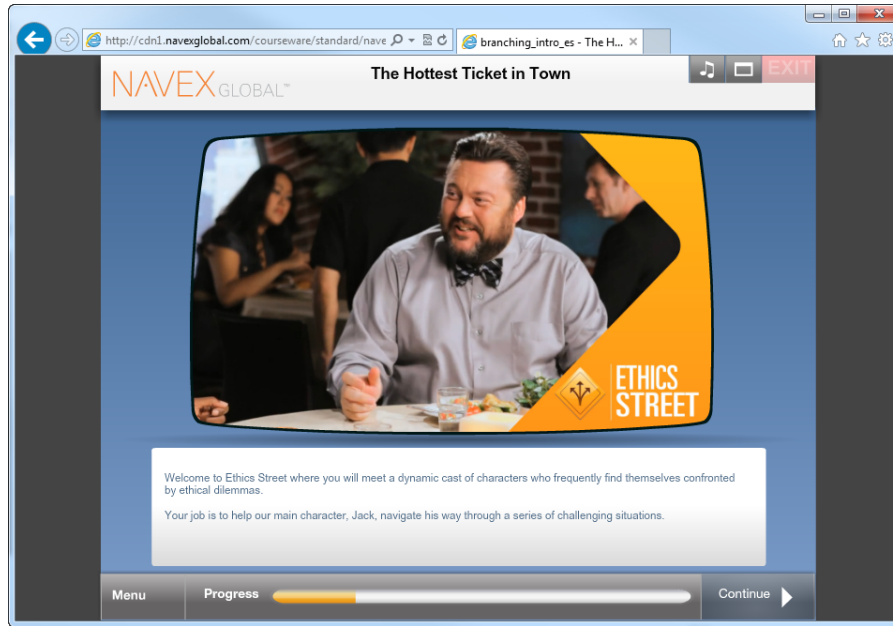 http://cdn1.navexglobal.com/courseware/standard/nave
branching_intro_es - The H...
NAVEX GLOBAL™
The Hottest Ticket in Town
EXIT
ETHICS
STREET
Welcome to Ethics Street where you will meet a dynamic cast of characters who frequently find themselves confronted
by ethical dilemmas.
Your job is to help our main character, Jack, navigate his way through a series of challenging situations.
Menu
Progress
Continue